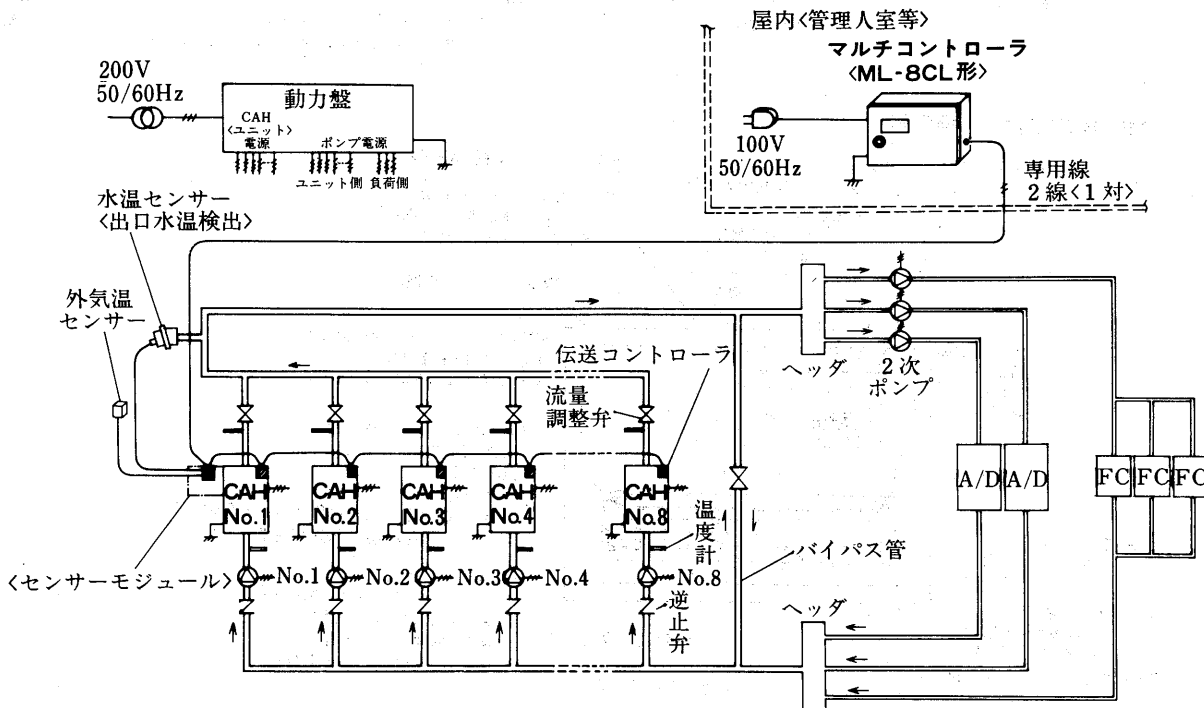 屋内<管理人室等>
マルチコントローラ
<ML-8CL形>
200V
50/60Hz
動力盤
CAH
<ユニット>
電源
ポンプ電源
ユニット側
負荷側
100V
50/60Hz
専用線
2線<1対>
水温センサー
<出口水温検出>
外気温
センサー
伝送コントローラ
ヘッダ
2次
ポンプ
流量
調整弁
CAH
No.1
CAH
No.2
CAH
No.3
CAH
No.4
CAH
No.8
A/D
A/D
FC
FC
FC
温度計
バイパス管
<センサーモジュール>
No.1
No.2
No.3
No.4
No.8
逆止弁
ヘッダ